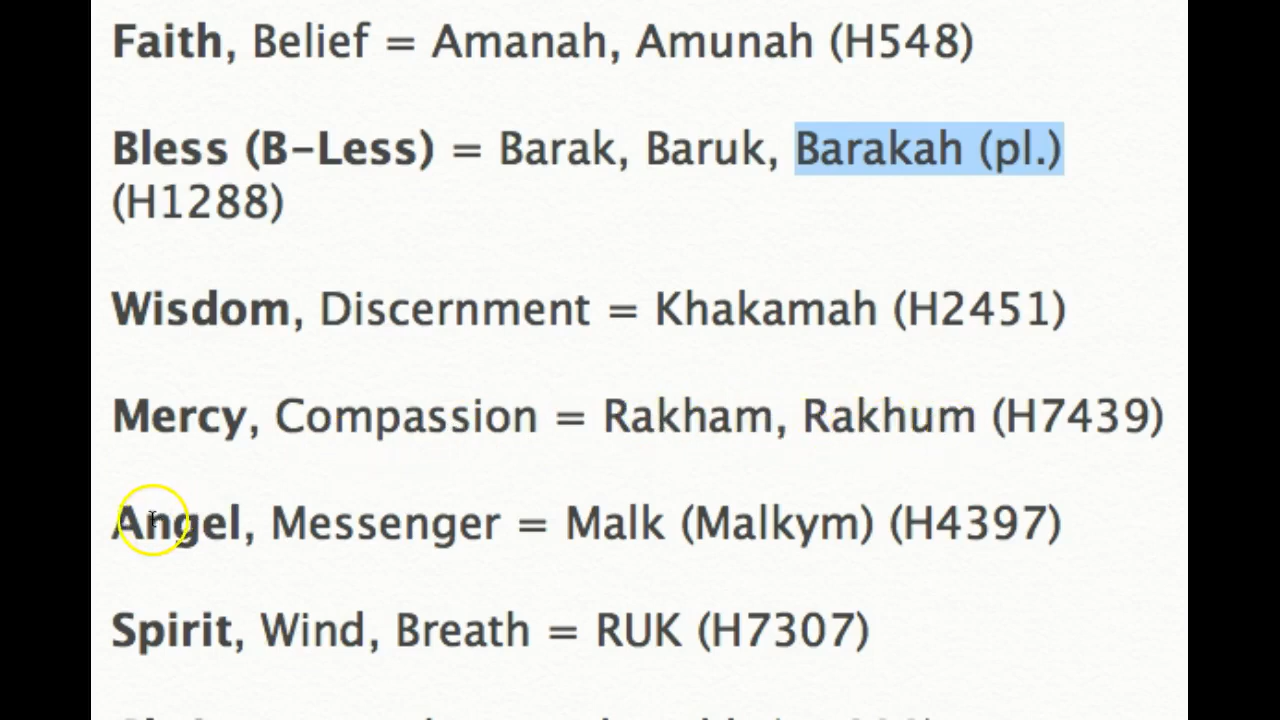 Faith, Belief = Amanah, Amunah (H548)
Bless (B-Less) = Barak, Baruk, Barakah (pl.)
(H1288)
Wisdom, Discernment = Khakamah (H2451)
Mercy, Compassion = Rakham, Rakhum (H7439)
Angel, Messenger = Malk (Malkym) (H4397)
Spirit, Wind, Breath = RUK (H7307)